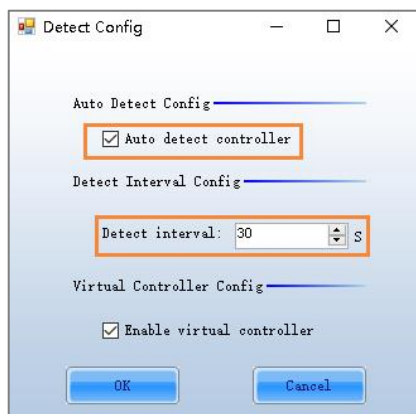 Detect Config
Auto Detect Config
Auto detect controller
Detect Interval Config
Detect interval: 30 S
Virtual Controller Config
Enable virtual controller
OK Cancel